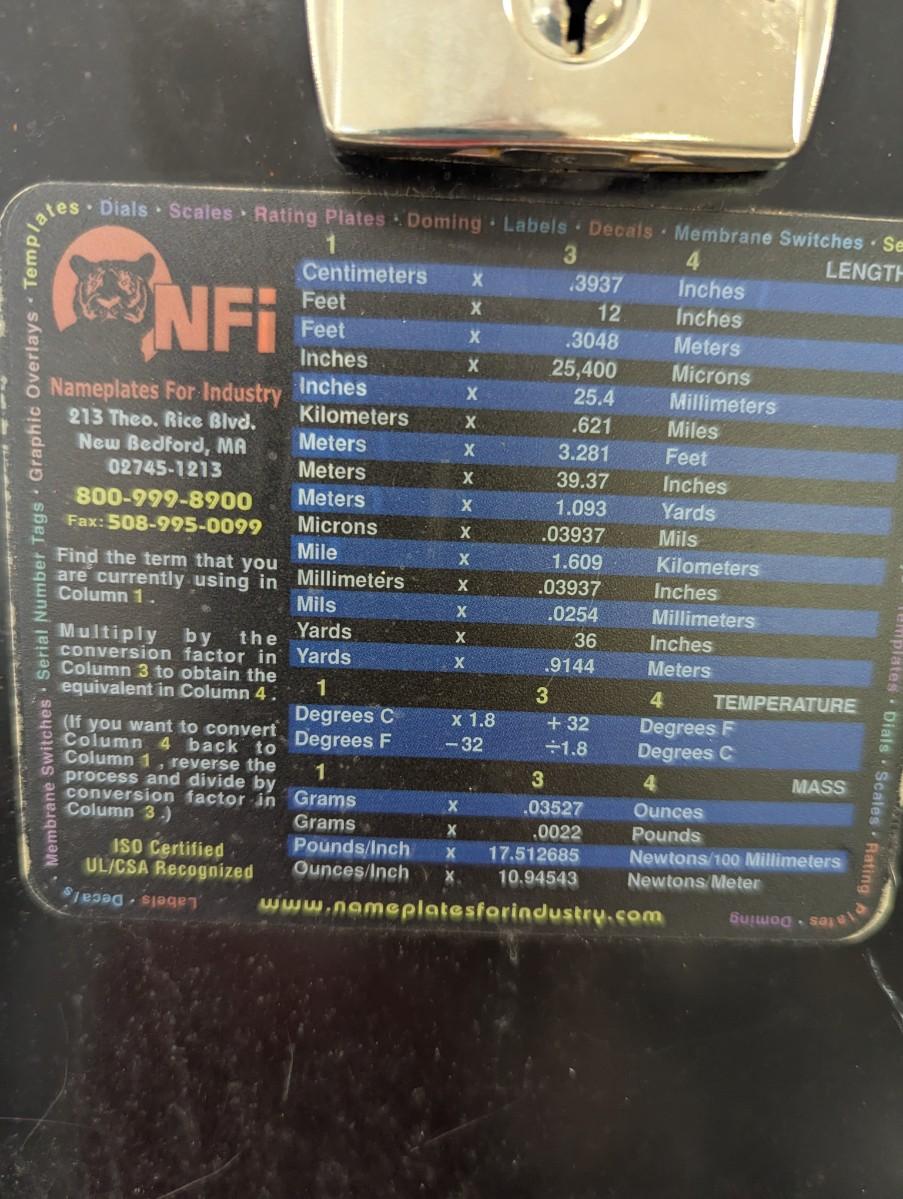 Templates · Dials · Scales · Rating Plates · Doming · Labels · Decals · Membrane Switches · Se
Membrane Switches · Serial Number Tags · Graphic Overlays ·
NFi
Nameplates For Industry
213 Theo. Rice Blvd.
New Bedford, MA
02745-1213
800-999-8900
Fax: 508-995-0099
Find the term that you
are currently using in
Column 1 .
Multiply by the
conversion factor in
Column 3 to obtain the
equivalent in Column 4 .
(If you want to convert
Column 4 back to
Column 1 , reverse the
process and divide by
conversion factor in
Column 3 .)
ISO Certified
UL/CSA Recognized
1 3 4 LENGTH
Centimeters x .3937 Inches
Feet x 12 Inches
Feet x .3048 Meters
Inches x 25,400 Microns
Inches x 25.4 Millimeters
Kilometers x .621 Miles
Meters x 3.281 Feet
Meters x 39.37 Inches
Meters x 1.093 Yards
Microns x .03937 Mils
Mile x 1.609 Kilometers
Millimeters x .03937 Inches
Mils x .0254 Millimeters
Yards x 36 Inches
Yards x .9144 Meters
1 3 4 TEMPERATURE
Degrees C x 1.8 + 32 Degrees F
Degrees F −32 ÷1.8 Degrees C
1 3 4 MASS
Grams x .03527 Ounces
Grams x .0022 Pounds
Pounds/Inch x 17.512685 Newtons/100 Millimeters
Ounces/Inch x 10.94543 Newtons/Meter
www.nameplatesforindustry.com
Templates · Dials · Scales · Rating Plates ·
Doming · Labels · Decals ·